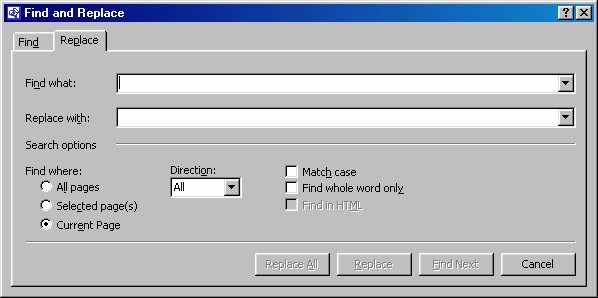 Find and Replace
Find Replace
Find what:
Replace with:
Search options
Find where: Direction:
All pages All Match case
Selected page(s) Find whole word only
Current Page Find in HTML
Replace All Replace Find Next Cancel